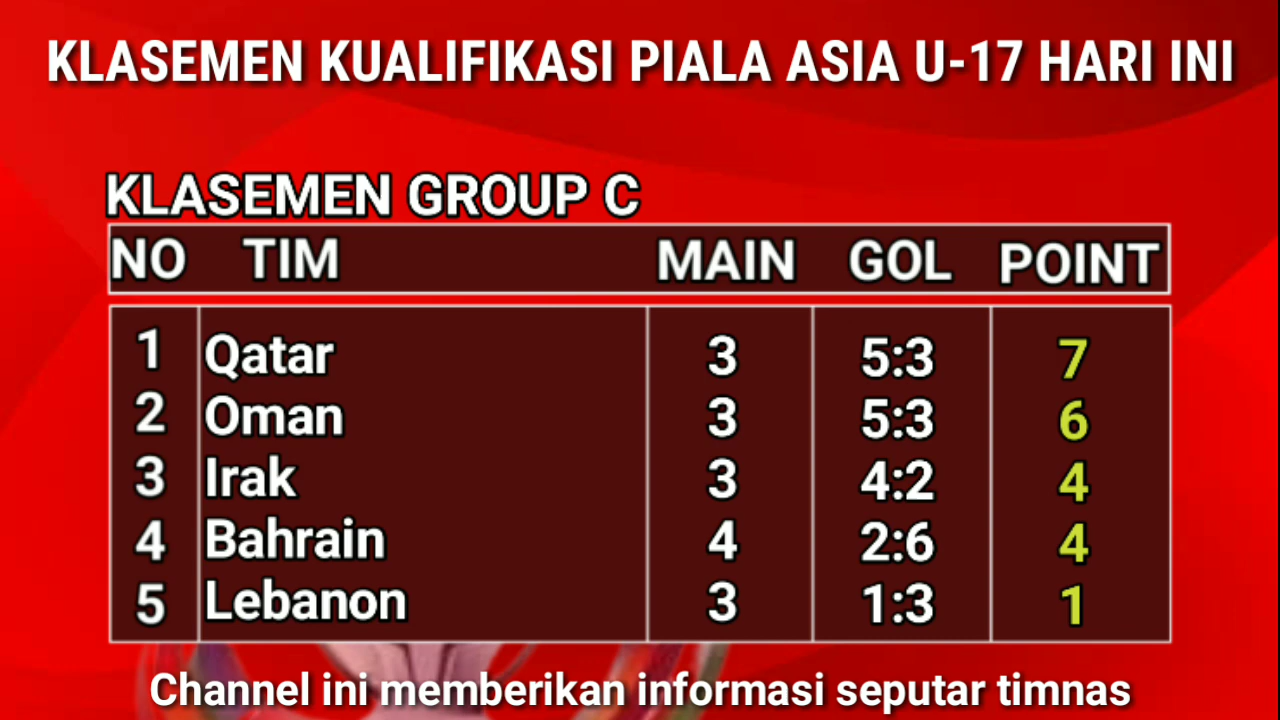 KLASEMEN KUALIFIKASI PIALA ASIA U-17 HARI INI
KLASEMEN GROUP C
NO TIM MAIN GOL POINT
1 Qatar 3 5:3 7
2 Oman 3 5:3 6
3 Irak 3 4:2 4
4 Bahrain 4 2:6 4
5 Lebanon 3 1:3 1
Channel ini memberikan informasi seputar timnas